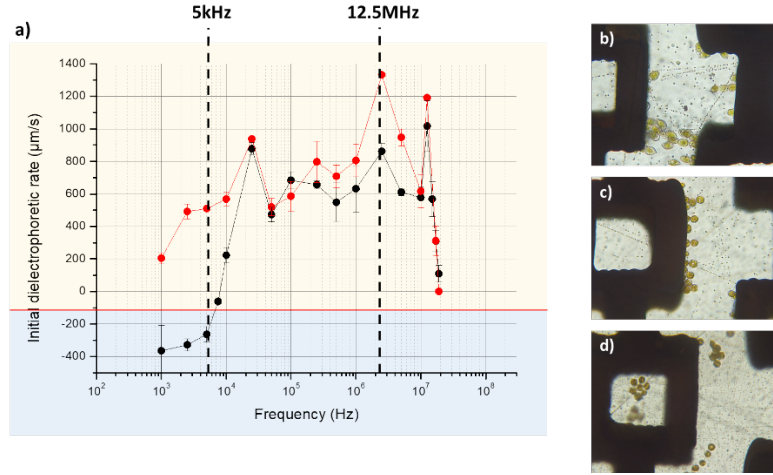 5kHz 12.5MHz
a)
1400
1200
1000
800
600
400
200
0
-200
-400
Initial dielectrophoretic rate (µm/s)
10² 10³ 10⁴ 10⁵ 10⁶ 10⁷ 10⁸
Frequency (Hz)
b)
c)
d)